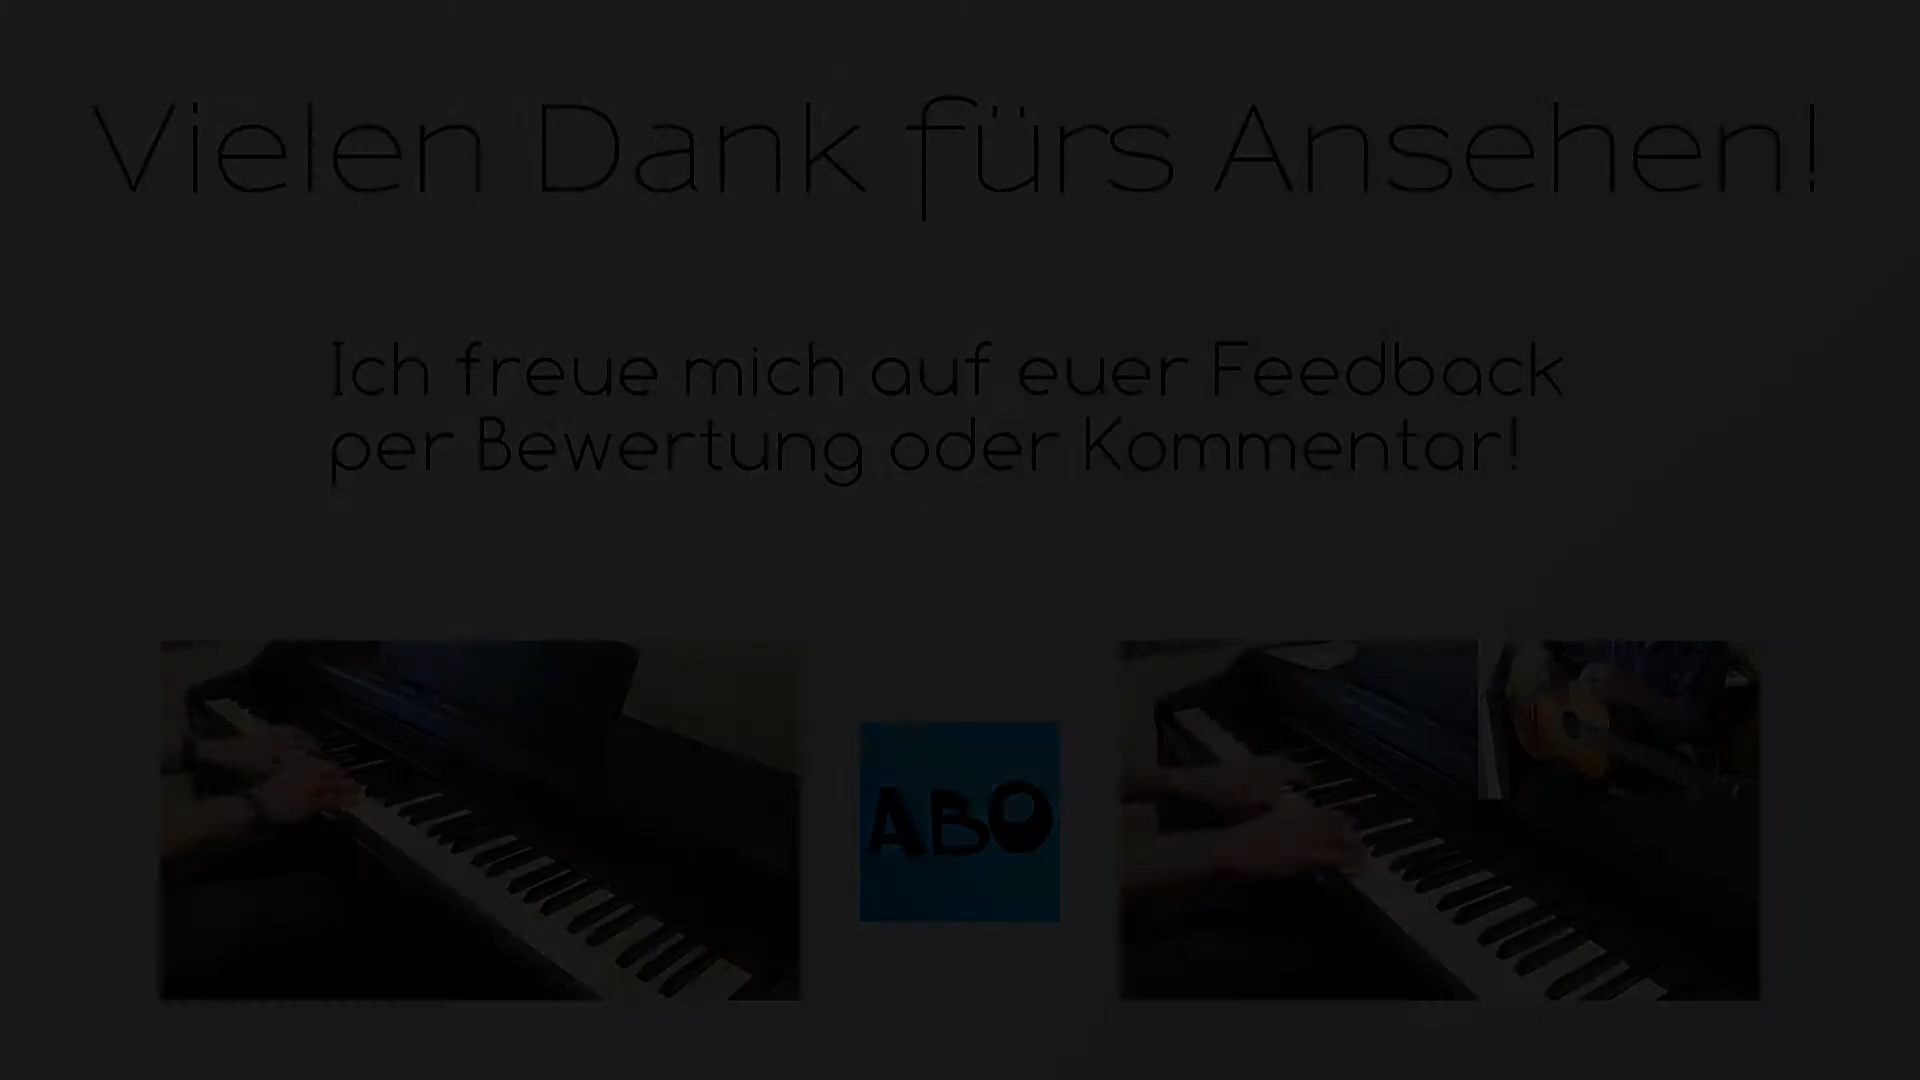 Vielen Dank fürs Ansehen!
Ich freue mich auf euer Feedback
per Bewertung oder Kommentar!
ABO